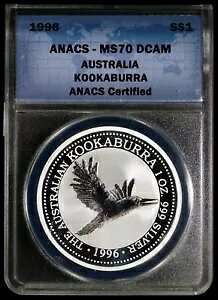 1996 S$1
ANACS - MS70 DCAM
AUSTRALIA
KOOKABURRA
ANACS Certified
· THE AUSTRALIAN KOOKABURRA 1 OZ 999 SILVER ·
1996